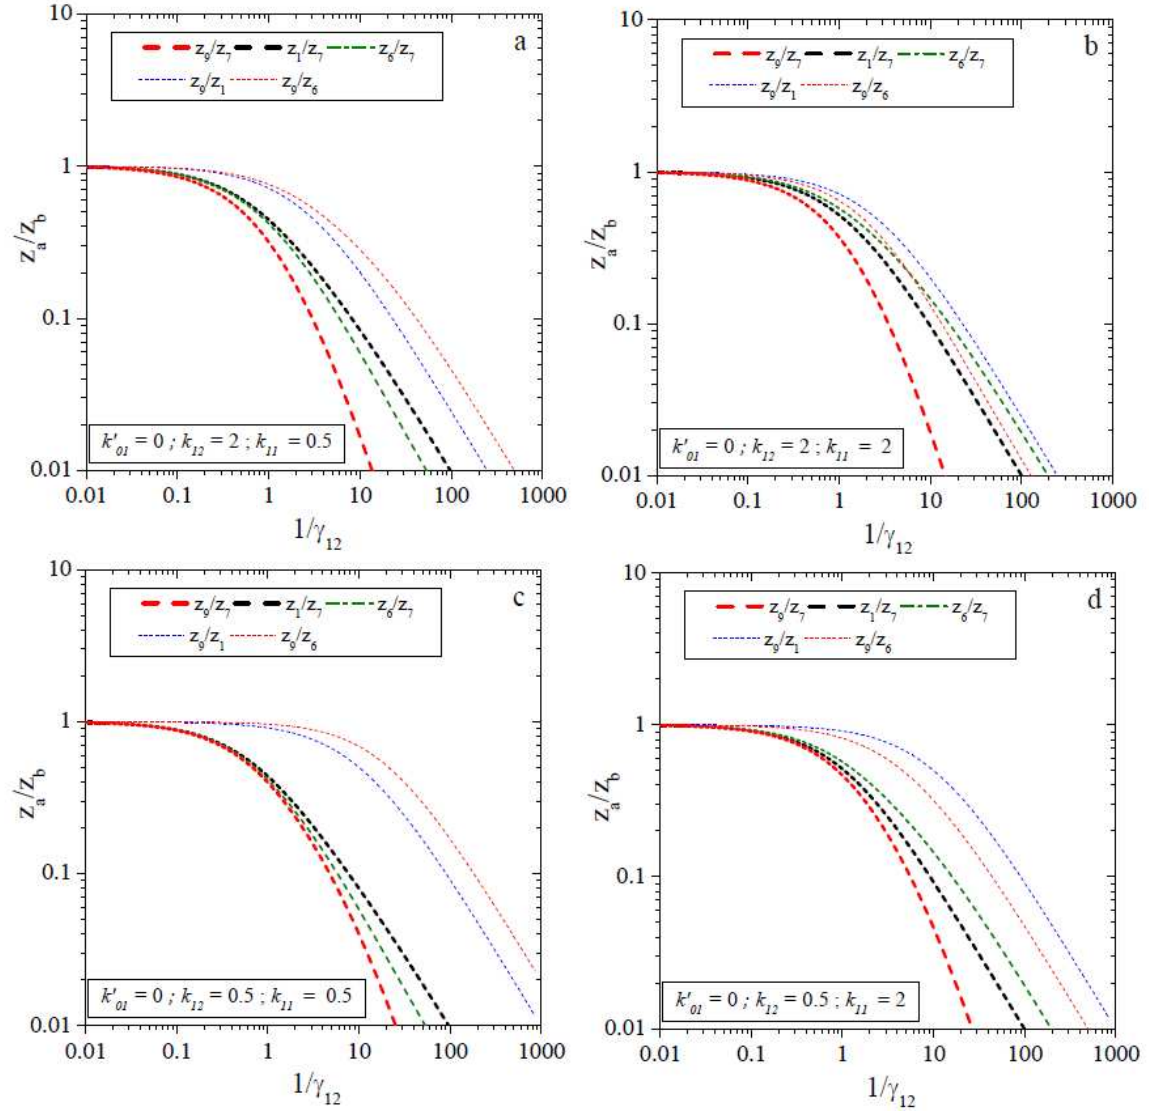 a
z9/z7 z1/z7 z6/z7
z9/z1 z9/z6
10
1
0.1
0.01
za/zb
k'01 = 0 ; k12 = 2 ; k11 = 0.5
0.01 0.1 1 10 100 1000
1/γ12
b
z9/z7 z1/z7 z6/z7
z9/z1 z9/z6
10
1
0.1
0.01
za/zb
k'01 = 0 ; k12 = 2 ; k11 = 2
0.01 0.1 1 10 100 1000
1/γ12
c
z9/z7 z1/z7 z6/z7
z9/z1 z9/z6
10
1
0.1
0.01
za/zb
k'01 = 0 ; k12 = 0.5 ; k11 = 0.5
0.01 0.1 1 10 100 1000
1/γ12
d
z9/z7 z1/z7 z6/z7
z9/z1 z9/z6
10
1
0.1
0.01
za/zb
k'01 = 0 ; k12 = 0.5 ; k11 = 2
0.01 0.1 1 10 100 1000
1/γ12